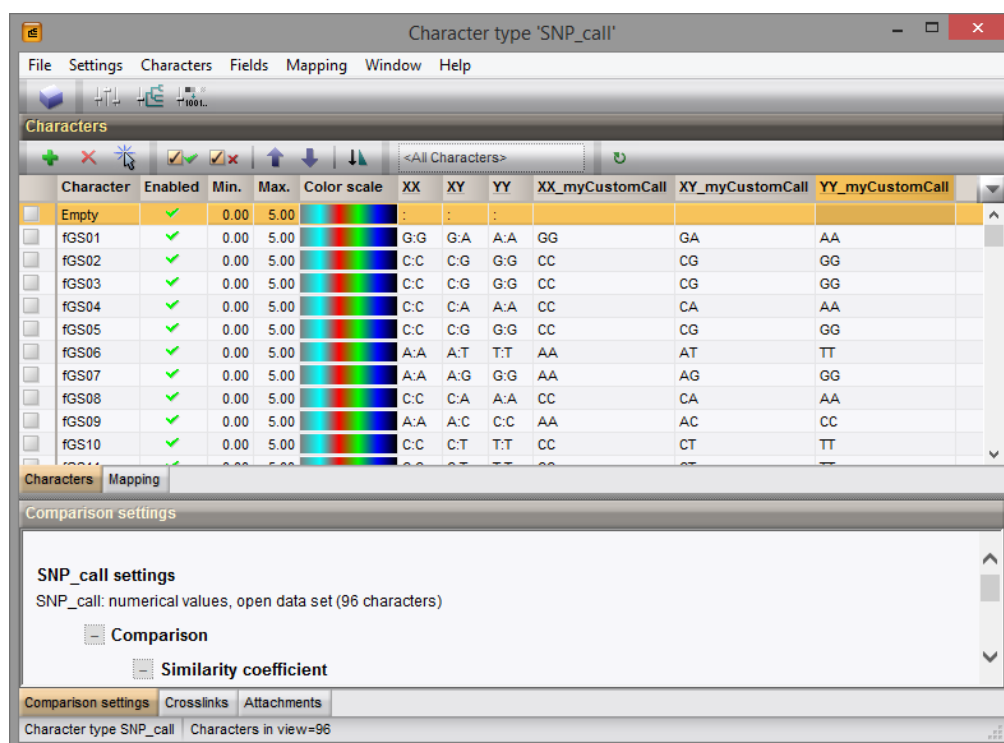 Character type 'SNP_call'
File Settings Characters Fields Mapping Window Help
1001..
Characters
<All Characters>
Character Enabled Min. Max. Color scale XX XY YY XX_myCustomCall XY_myCustomCall YY_myCustomCall
Empty 0.00 5.00 : : :
fGS01 0.00 5.00 G:G G:A A:A GG GA AA
fGS02 0.00 5.00 C:C C:G G:G CC CG GG
fGS03 0.00 5.00 C:C C:G G:G CC CG GG
fGS04 0.00 5.00 C:C C:A A:A CC CA AA
fGS05 0.00 5.00 C:C C:G G:G CC CG GG
fGS06 0.00 5.00 A:A A:T T:T AA AT TT
fGS07 0.00 5.00 A:A A:G G:G AA AG GG
fGS08 0.00 5.00 C:C C:A A:A CC CA AA
fGS09 0.00 5.00 A:A A:C C:C AA AC CC
fGS10 0.00 5.00 C:C C:T T:T CC CT TT
Characters Mapping
Comparison settings
SNP_call settings
SNP_call: numerical values, open data set (96 characters)
Comparison
Similarity coefficient
Comparison settings Crosslinks Attachments
Character type SNP_call Characters in view=96